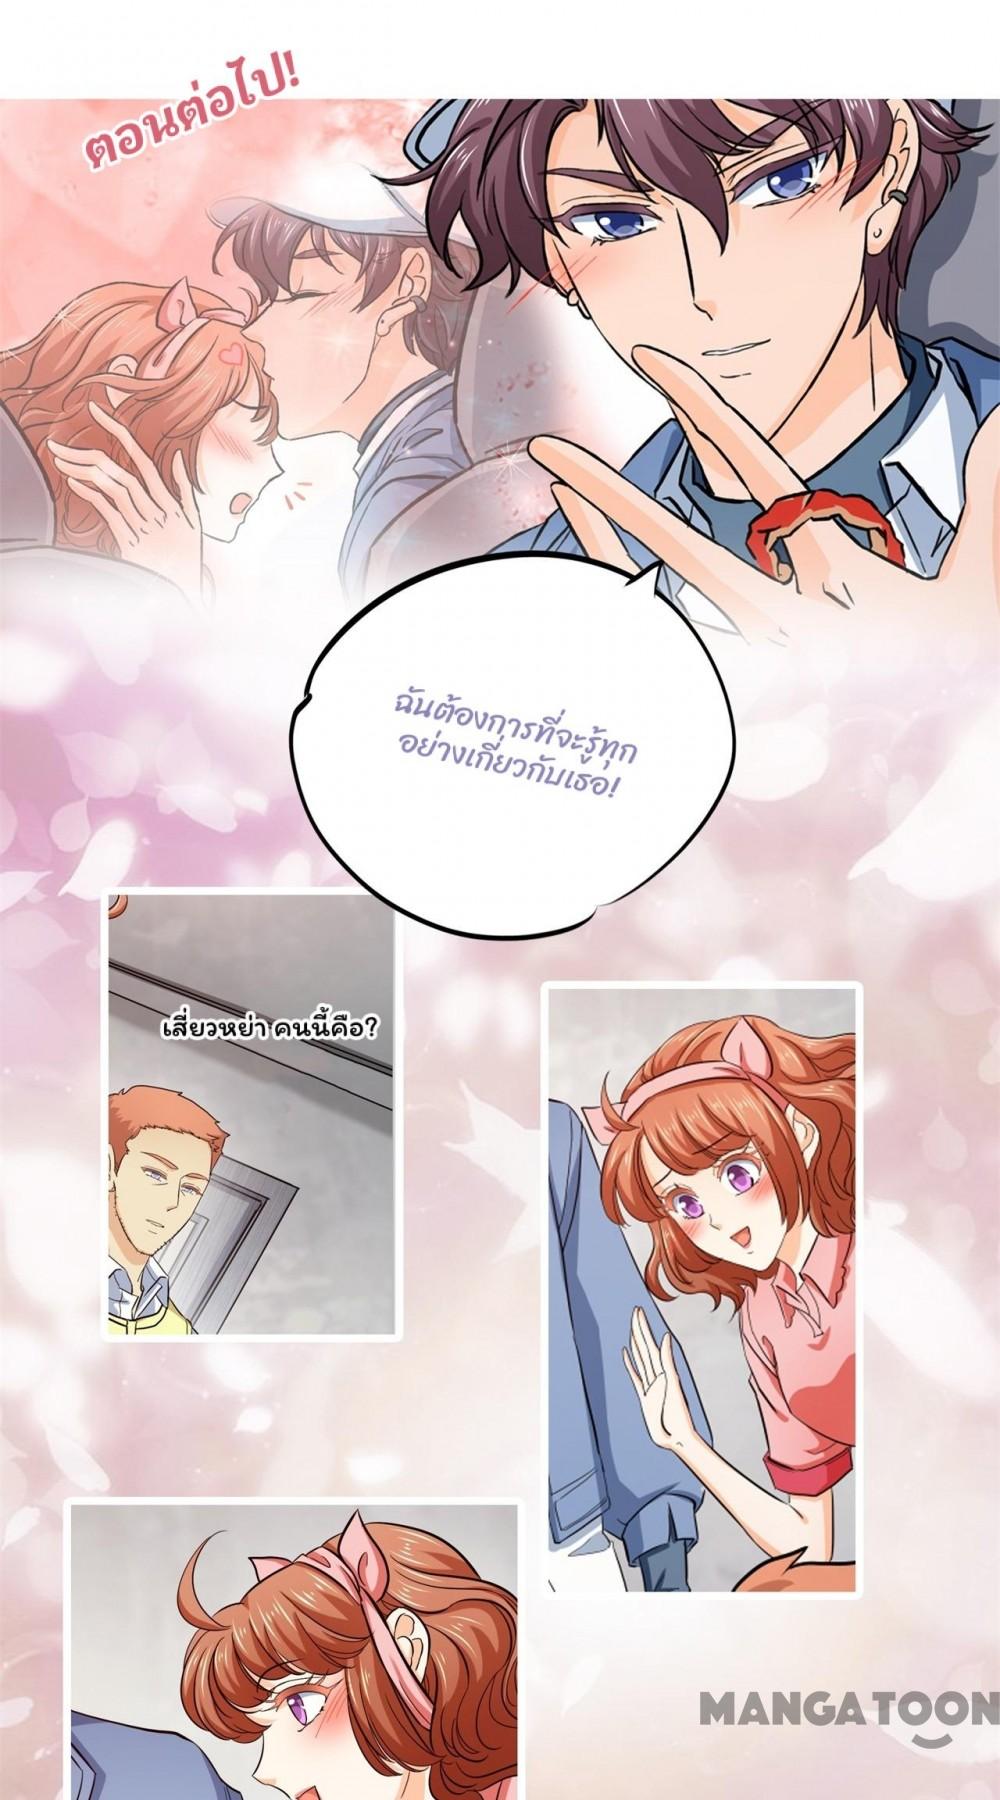 ตอนต่อไป!
ฉันต้องการที่จะรู้ทุก
อย่างเกี่ยวกับเธอ!
เสี่ยวหย่า คนนี้คือ?
MANGATOON